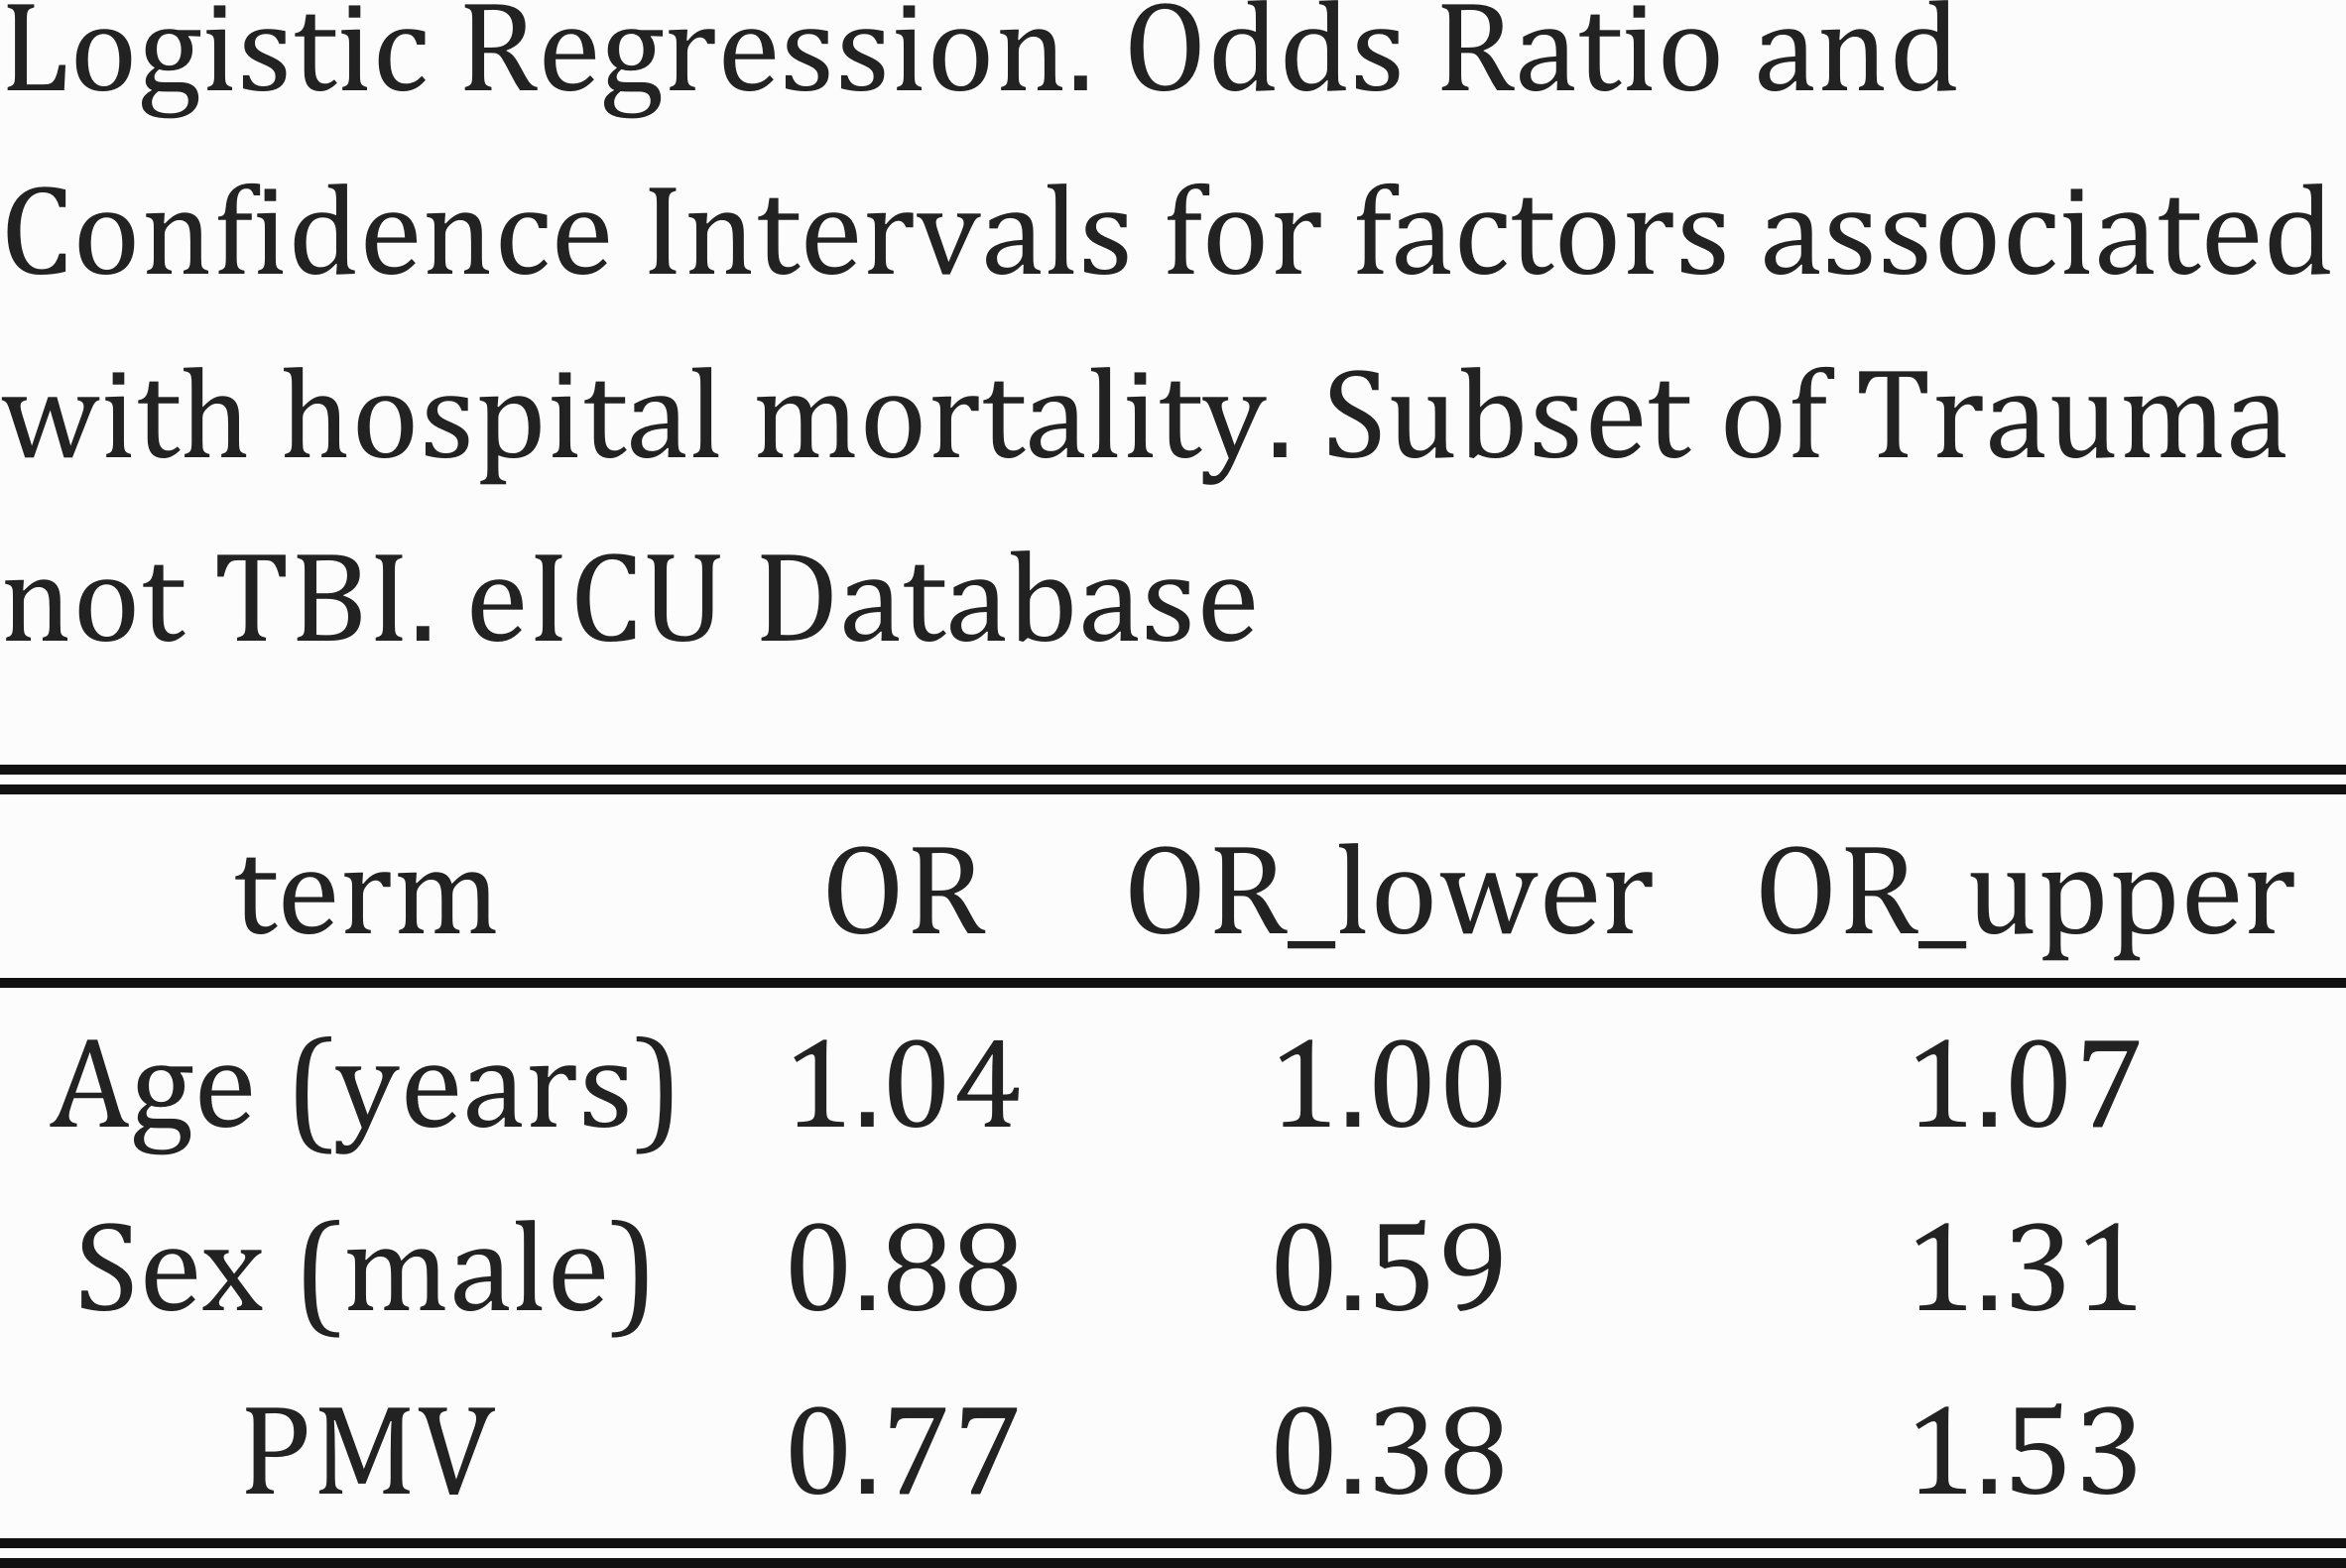 Logistic Regression. Odds Ratio and
Confidence Intervals for factors associated
with hospital mortality. Subset of Trauma
not TBI. eICU Database
term OR OR_lower OR_upper
Age (years) 1.04 1.00 1.07
Sex (male) 0.88 0.59 1.31
PMV 0.77 0.38 1.53